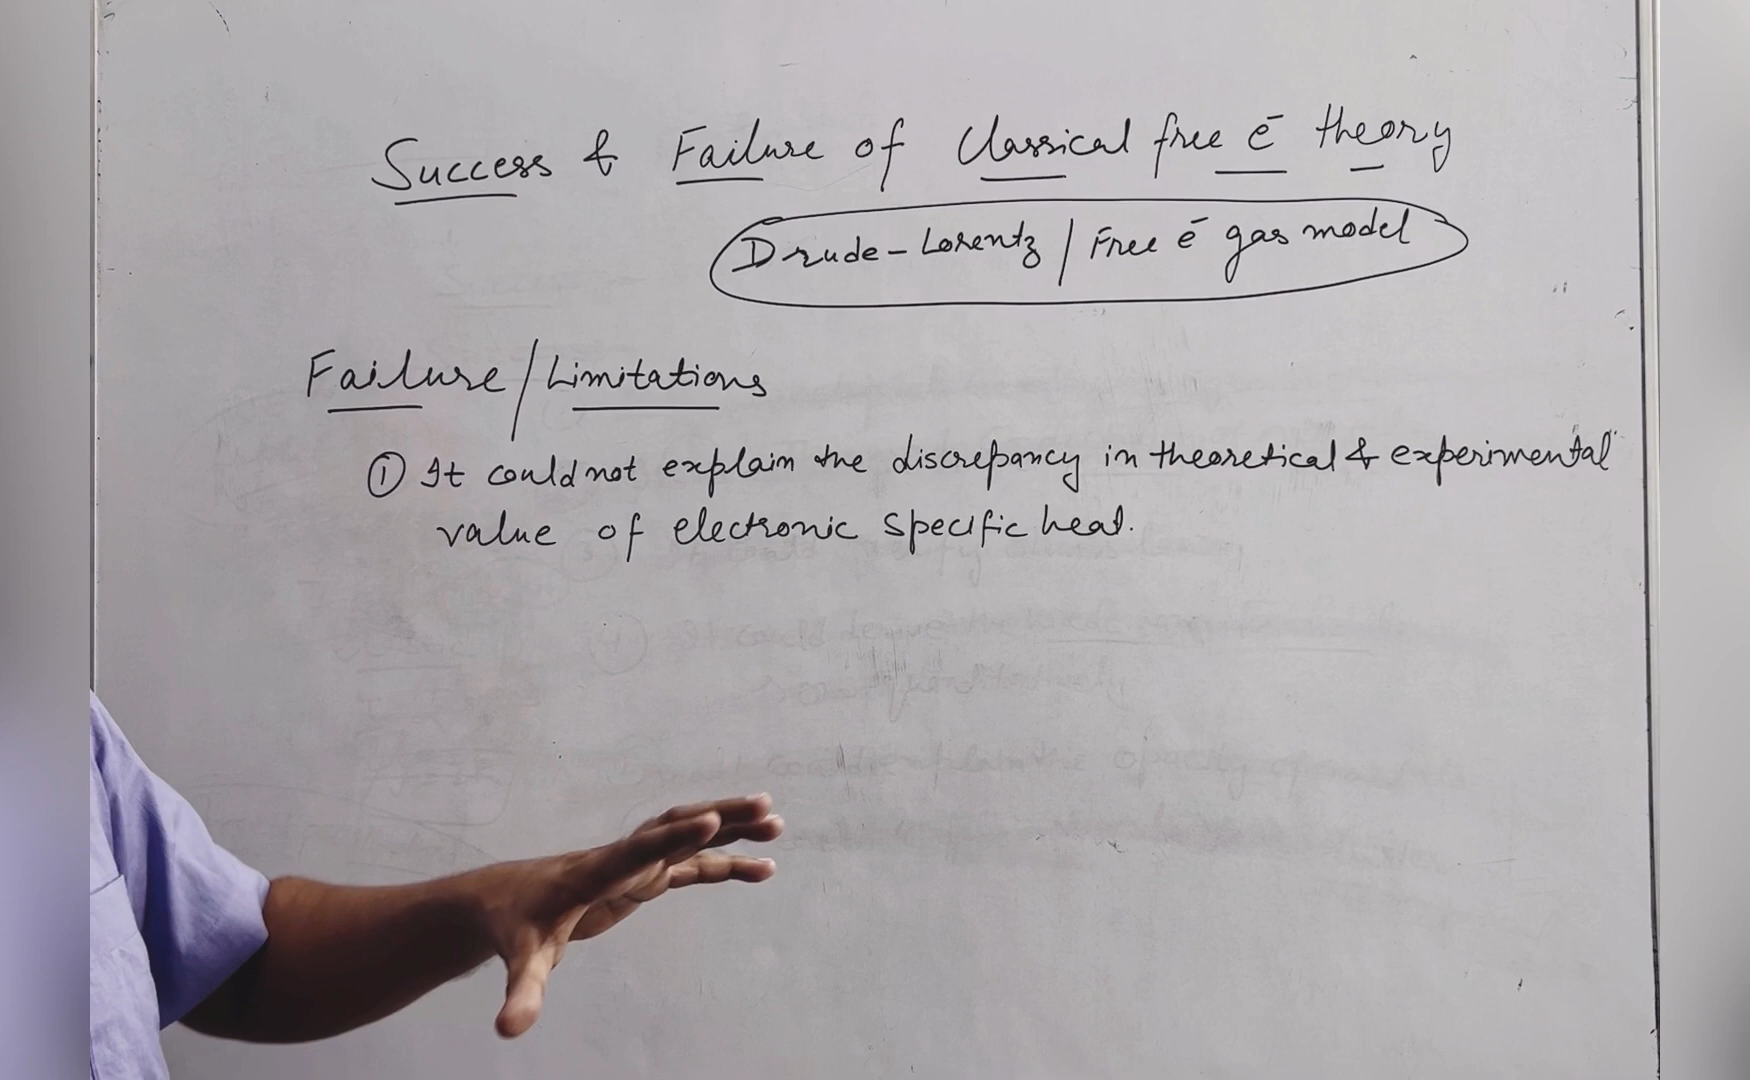 Success & Failure of Classical free ē theory
Drude-Lorentz / Free ē gas model
Failure/Limitations
① It could not explain the discrepancy in theoretical & experimental
value of electronic specific heat.